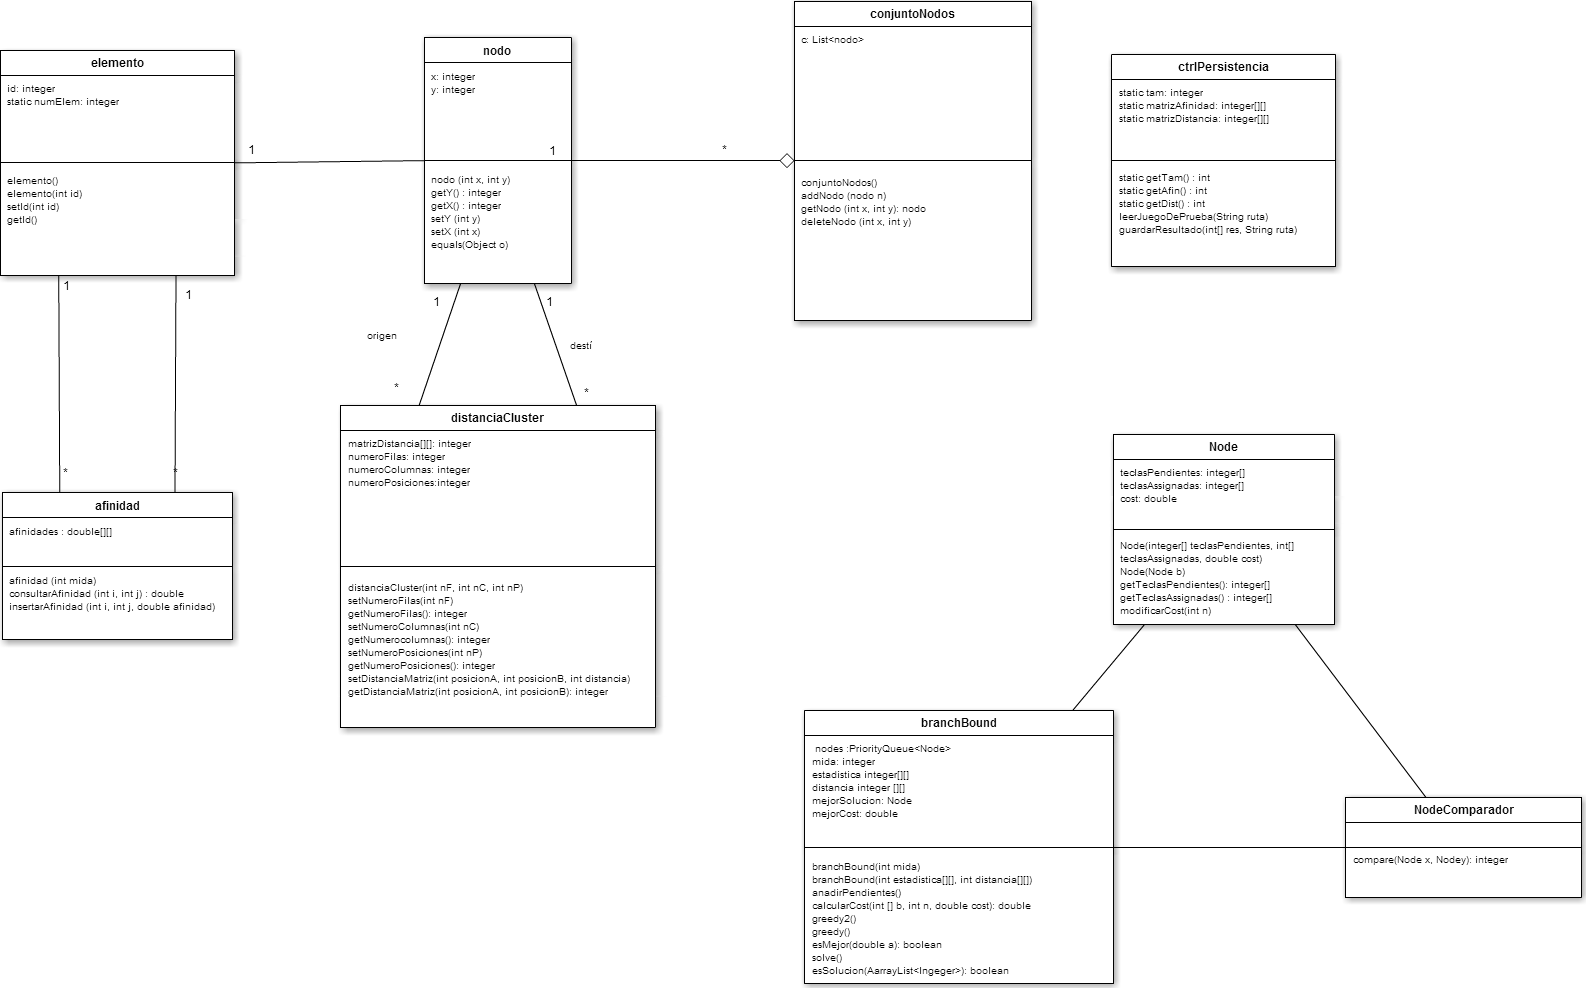 elemento
id: integer
static numElem: integer
elemento()
elemento(int id)
setId(int id)
getId()
1
1
1
*
*
afinidad
afinidades : double[][]
afinidad (int mida)
consultarAfinidad (int i, int j) : double
insertarAfinidad (int i, int j, double afinidad)
nodo
x: integer
y: integer
nodo (int x, int y)
getY() : integer
getX() : integer
setY (int y)
setX (int x)
equals(Object o)
1
*
1
1
origen
destí
*
*
distanciaCluster
matrizDistancia[][]: integer
numeroFilas: integer
numeroColumnas: integer
numeroPosiciones:integer
distanciaCluster(int nF, int nC, int nP)
setNumeroFilas(int nF)
getNumeroFilas(): integer
setNumeroColumnas(int nC)
getNumerocolumnas(): integer
setNumeroPosiciones(int nP)
getNumeroPosiciones(): integer
setDistanciaMatriz(int posicionA, int posicionB, int distancia)
getDistanciaMatriz(int posicionA, int posicionB): integer
conjuntoNodos
c: List<nodo>
conjuntoNodos()
addNodo (nodo n)
getNodo (int x, int y): nodo
deleteNodo (int x, int y)
ctrlPersistencia
static tam: integer
static matrizAfinidad: integer[][]
static matrizDistancia: integer[][]
static getTam() : int
static getAfin() : int
static getDist() : int
leerJuegoDePrueba(String ruta)
guardarResultado(int[] res, String ruta)
Node
teclasPendientes: integer[]
teclasAssignadas: integer[]
cost: double
Node(integer[] teclasPendientes, int[]
teclasAssignadas, double cost)
Node(Node b)
getTeclasPendientes(): integer[]
getTeclasAssignadas() : integer[]
modificarCost(int n)
branchBound
nodes :PriorityQueue<Node>
mida: integer
estadistica integer[][]
distancia integer [][]
mejorSolucion: Node
mejorCost: double
branchBound(int mida)
branchBound(int estadistica[][], int distancia[][])
anadirPendientes()
calcularCost(int [] b, int n, double cost): double
greedy2()
greedy()
esMejor(double a): boolean
solve()
esSolucion(AarrayList<Ingeger>): boolean
NodeComparador
compare(Node x, Nodey): integer